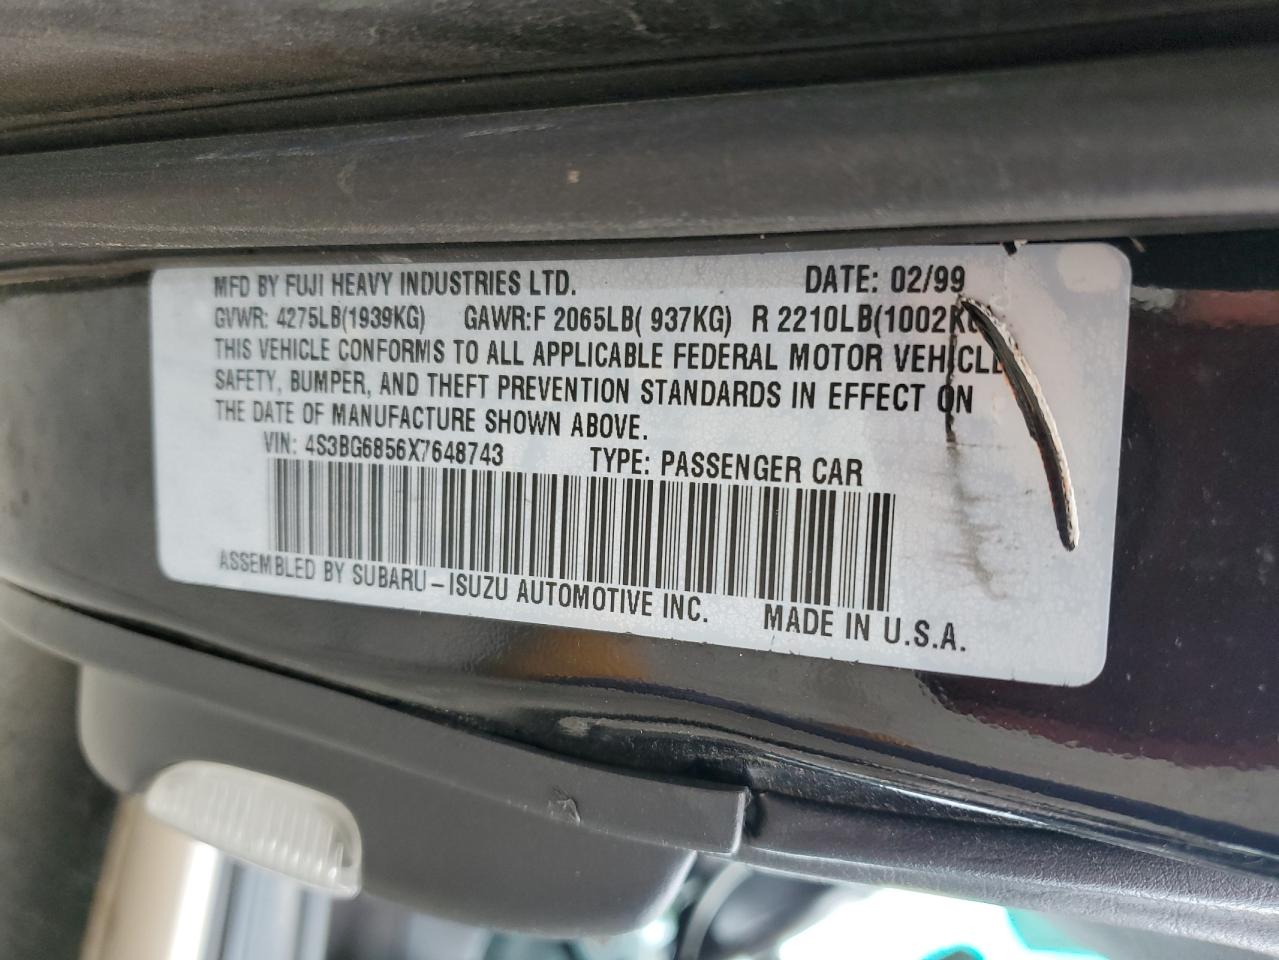 MFD BY FUJI HEAVY INDUSTRIES LTD. DATE: 02/99
GVWR: 4275LB(1939KG) GAWR:F 2065LB( 937KG) R 2210LB(1002KG
THIS VEHICLE CONFORMS TO ALL APPLICABLE FEDERAL MOTOR VEHICLE
SAFETY, BUMPER, AND THEFT PREVENTION STANDARDS IN EFFECT ON
THE DATE OF MANUFACTURE SHOWN ABOVE.
VIN: 4S3BG6856X7648743 TYPE: PASSENGER CAR
ASSEMBLED BY SUBARU-ISUZU AUTOMOTIVE INC. MADE IN U.S.A.